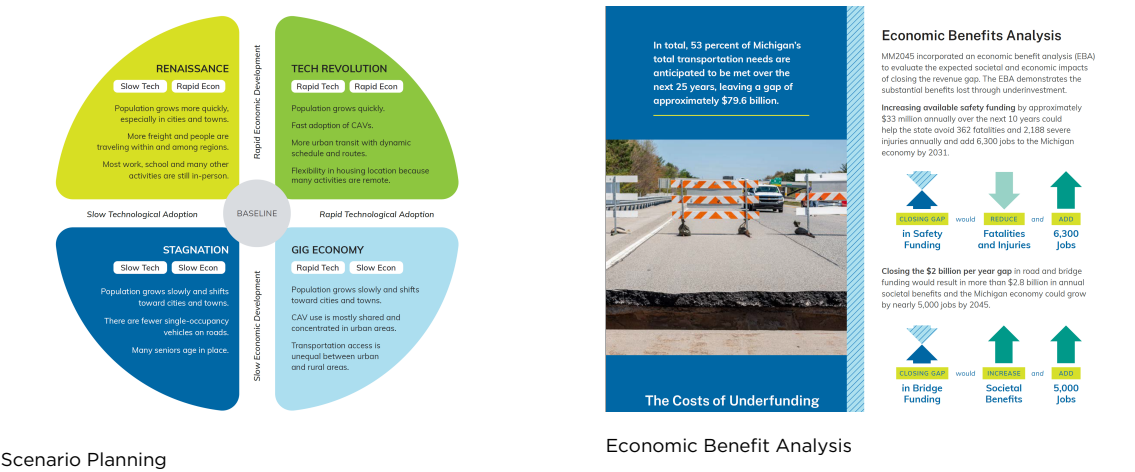 RENAISSANCE
Slow Tech
Rapid Econ
Population grows more quickly,
especially in cities and towns.
More freight and people are
traveling within and among regions.
Most work, school and many other
activities are still in-person.
Rapid Economic Development
TECH REVOLUTION
Rapid Tech
Rapid Econ
Population grows quickly.
Fast adoption of CAVs.
More urban transit with dynamic
schedule and routes.
Flexibility in housing location because
many activities are remote.
Slow Technological Adoption
BASELINE
Rapid Technological Adoption
STAGNATION
Slow Tech
Slow Econ
Population grows slowly and shifts
toward cities and towns.
There are fewer single-occupancy
vehicles on roads.
Many seniors age in place.
Slow Economic Development
GIG ECONOMY
Rapid Tech
Slow Econ
Population grows slowly and shifts
toward cities and towns.
CAV use is mostly shared and
concentrated in urban areas.
Transportation access is
unequal between urban
and rural areas.
Scenario Planning
In total, 53 percent of Michigan's
total transportation needs are
anticipated to be met over the
next 25 years, leaving a gap of
approximately $79.6 billion.
The Costs of Underfunding
Economic Benefits Analysis
MM2045 incorporated an economic benefit analysis (EBA)
to evaluate the expected societal and economic impacts
of closing the revenue gap. The EBA demonstrates the
substantial benefits lost through underinvestment.
Increasing available safety funding by approximately
$33 million annually over the next 10 years could
help the state avoid 362 fatalities and 2,188 severe
injuries annually and add 6,300 jobs to the Michigan
economy by 2031.
CLOSING GAP would REDUCE and ADD
in Safety Fatalities 6,300
Funding and Injuries Jobs
Closing the $2 billion per year gap in road and bridge
funding would result in more than $2.8 billion in annual
societal benefits and the Michigan economy could grow
by nearly 5,000 jobs by 2045.
CLOSING GAP would INCREASE and ADD
in Bridge Societal 5,000
Funding Benefits Jobs
Economic Benefit Analysis